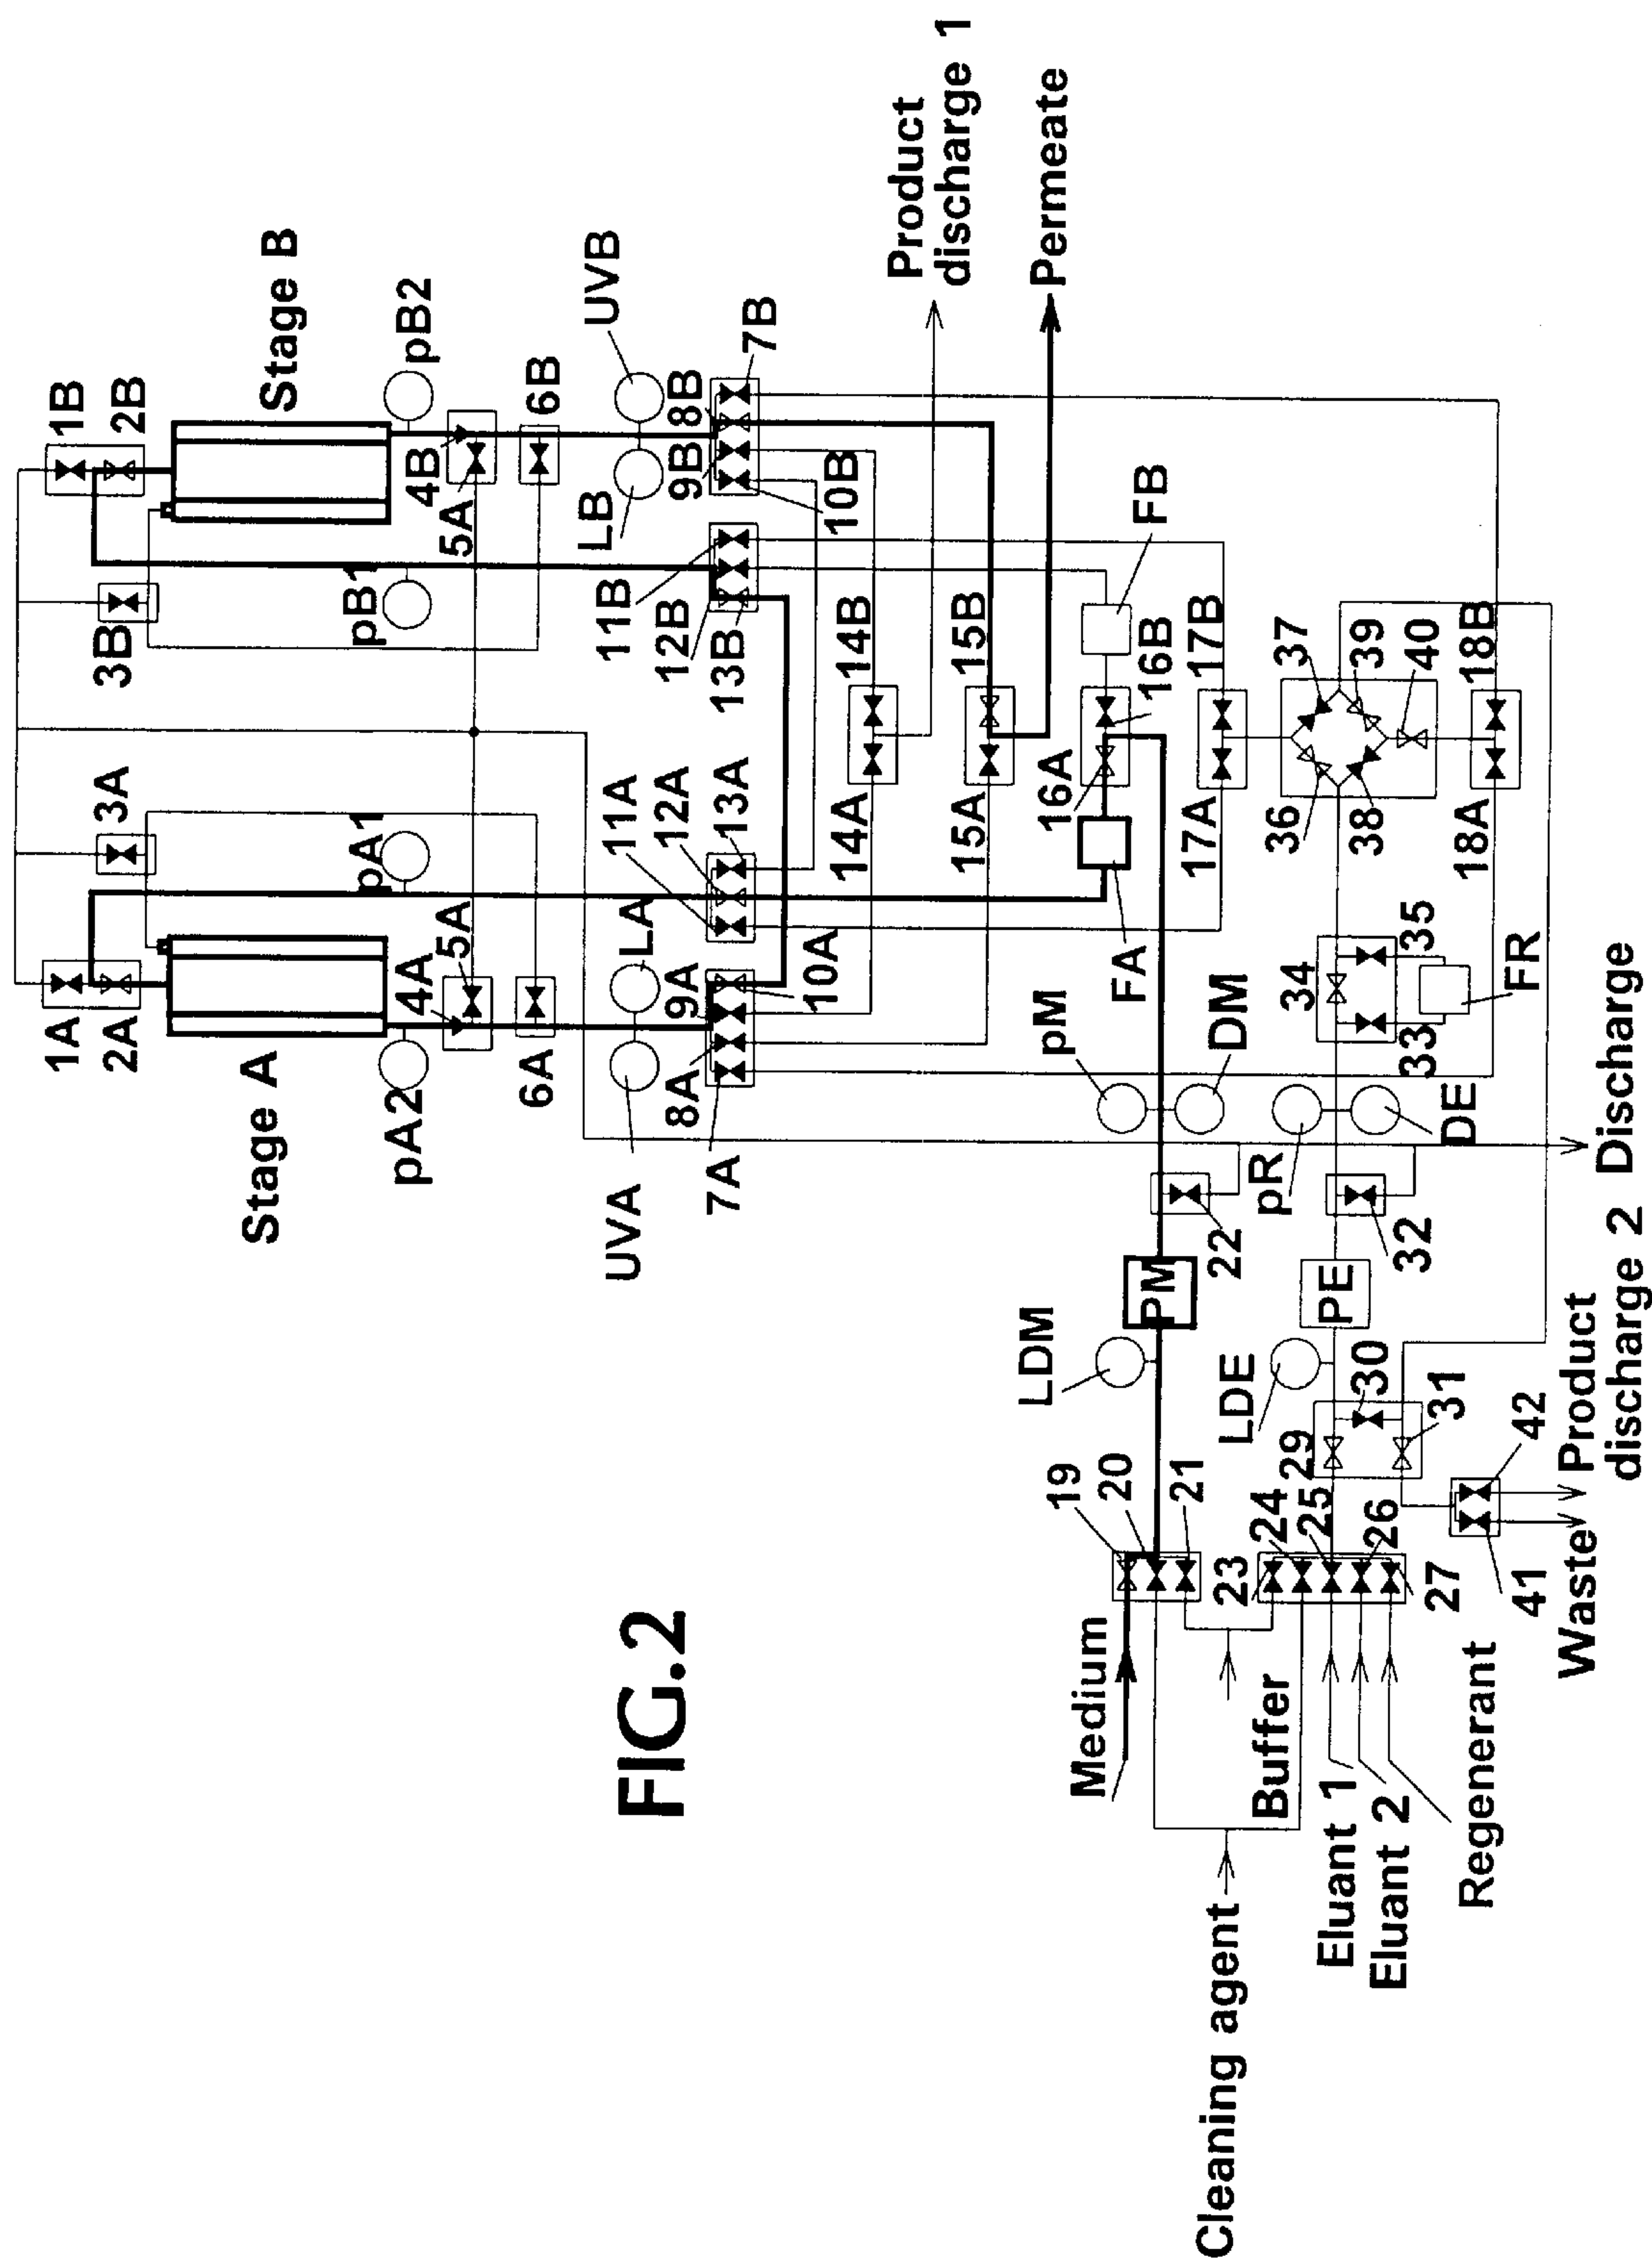 FIG.2
Stage A
Stage B
1A
2A
3A
pA1
pA2
4A
5A
6A
LA
UVA
7A
8A
9A
10A
11A
12A
13A
1B
2B
3B
pB1
pB2
4B
5A
6B
LB
UVB
7B
8B
9B
10B
11B
12B
13B
14A
14B
15A
15B
16A
16B
17A
17B
18A
18B
FA
FB
Product
discharge 1
Permeate
36
37
38
39
40
33
34
35
FR
pM
DM
pR
DE
22
32
PM
PE
LDM
LDE
19
20
21
23
24
25
26
27
29
30
31
41
42
Medium
Buffer
Cleaning agent
Eluant 1
Eluant 2
Regenerant
Waste
Product
discharge 2
Discharge